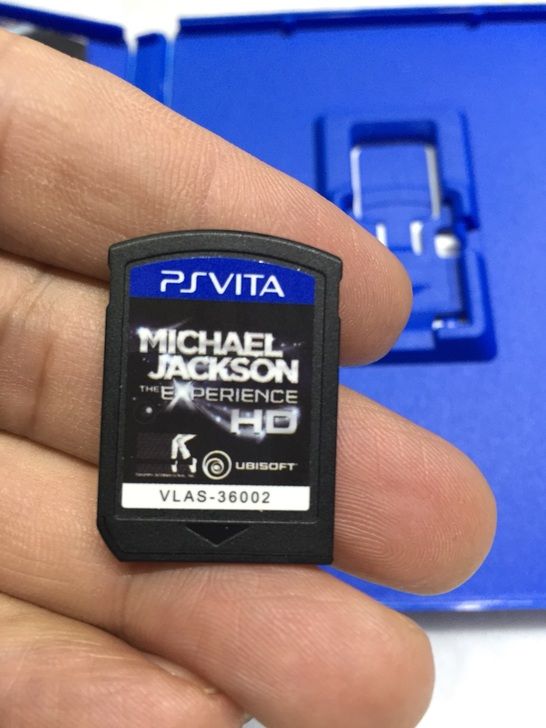 PSVITA
MICHAEL
JACKSON
THE EXPERIENCE
HD
UBISOFT
VLAS-36002